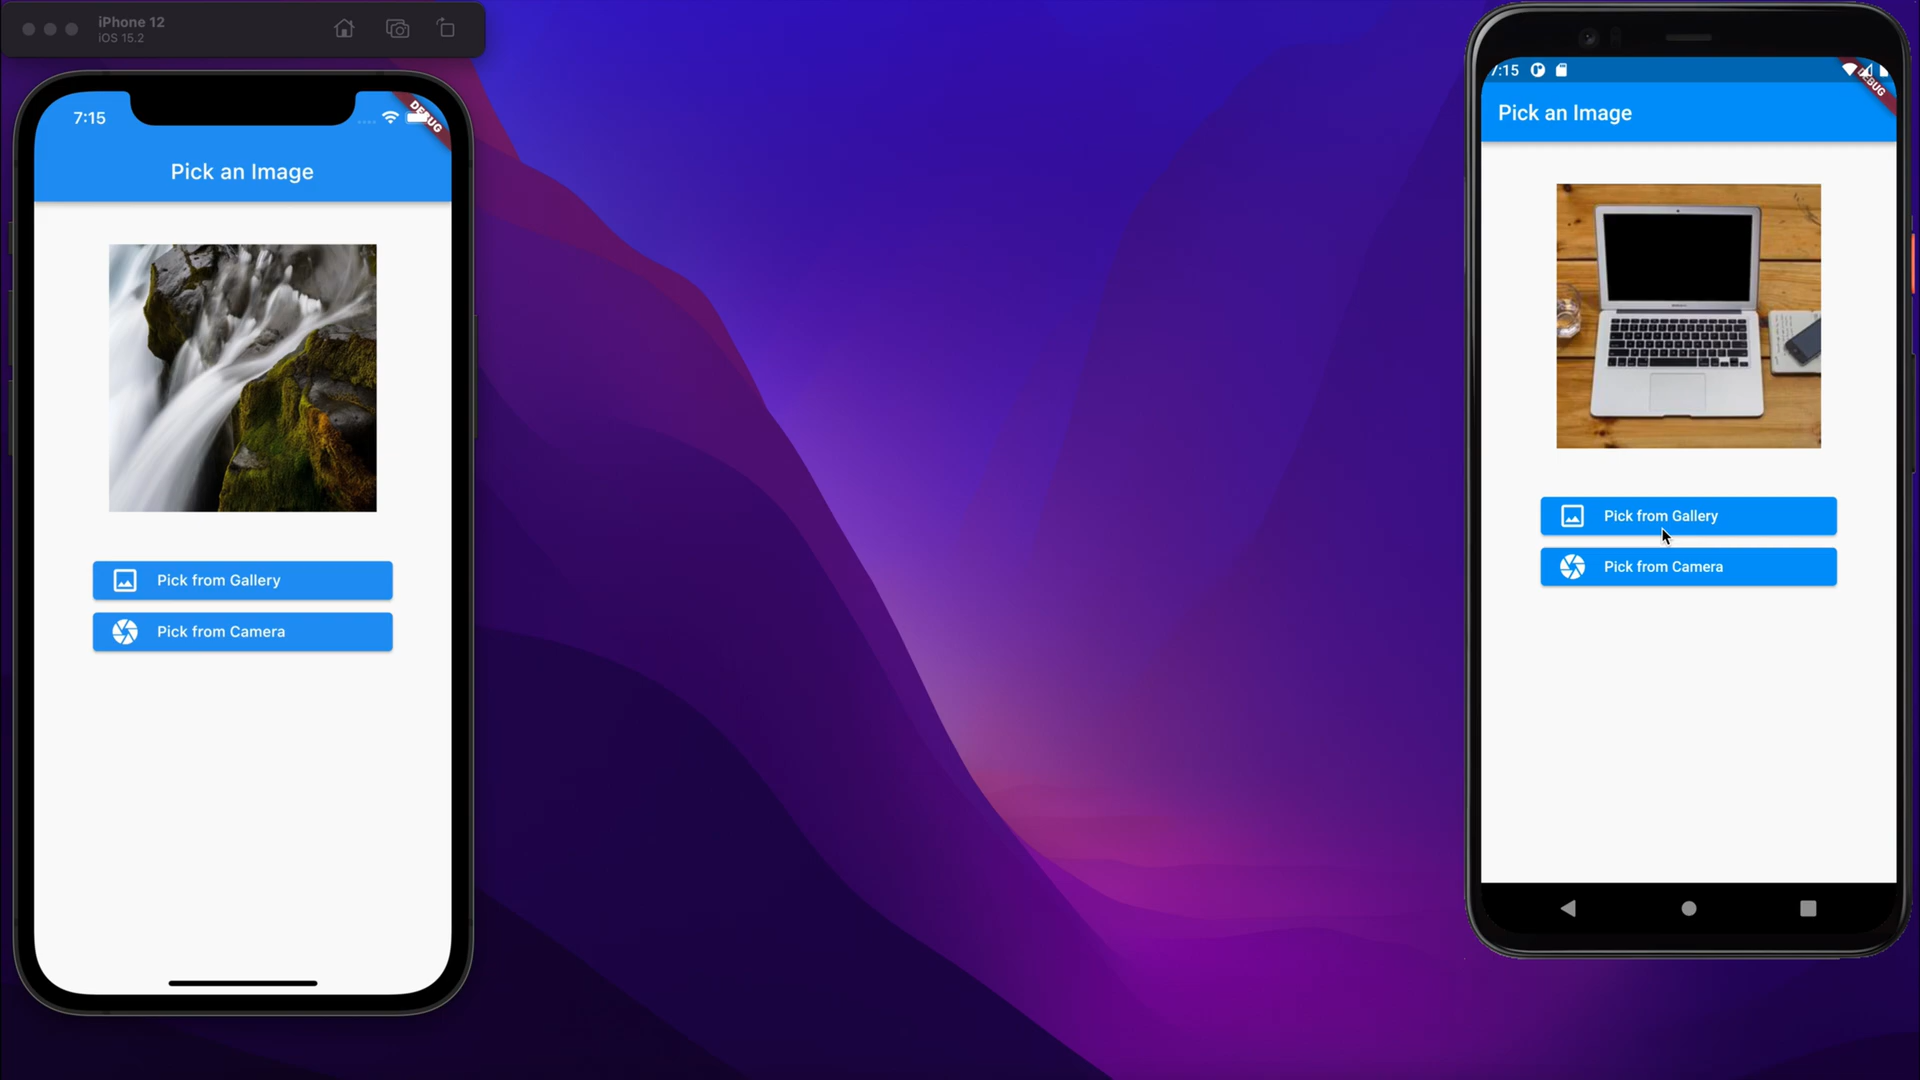 iPhone 12
iOS 15.2
7:15
DEBUG
Pick an Image
Pick from Gallery
Pick from Camera
7:15
DEBUG
Pick an Image
Pick from Gallery
Pick from Camera